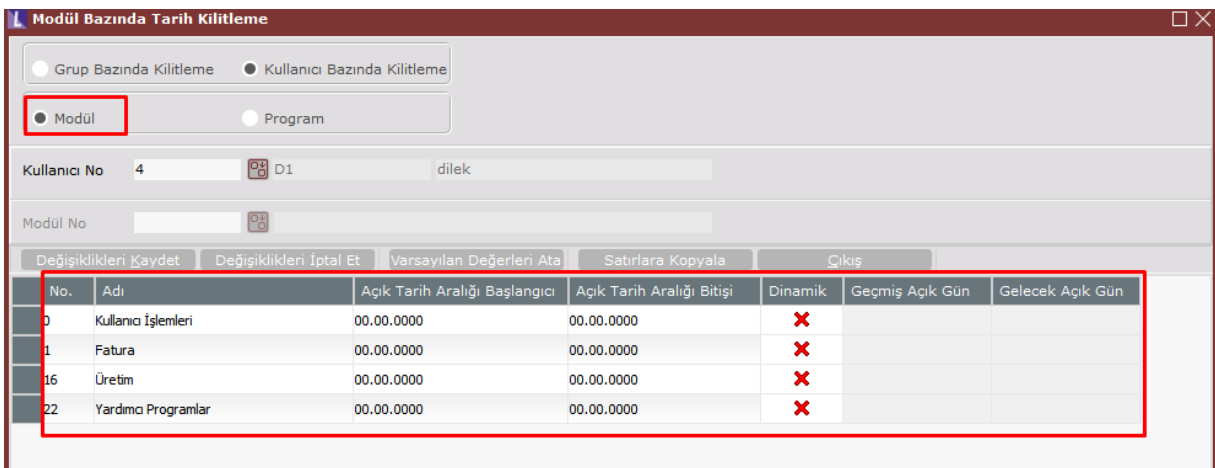 Modül Bazında Tarih Kilitleme
Grup Bazında Kilitleme Kullanıcı Bazında Kilitleme
Modül Program
Kullanıcı No 4 D1 dilek
Modül No
Değişiklikleri Kaydet Değişiklikleri İptal Et Varsayılan Değerleri Ata Satırlara Kopyala Çıkış
No. Adı Açık Tarih Aralığı Başlangıcı Açık Tarih Aralığı Bitişi Dinamik Geçmiş Açık Gün Gelecek Açık Gün
0 Kullanıcı İşlemleri 00.00.0000 00.00.0000
1 Fatura 00.00.0000 00.00.0000
16 Üretim 00.00.0000 00.00.0000
22 Yardımcı Programlar 00.00.0000 00.00.0000